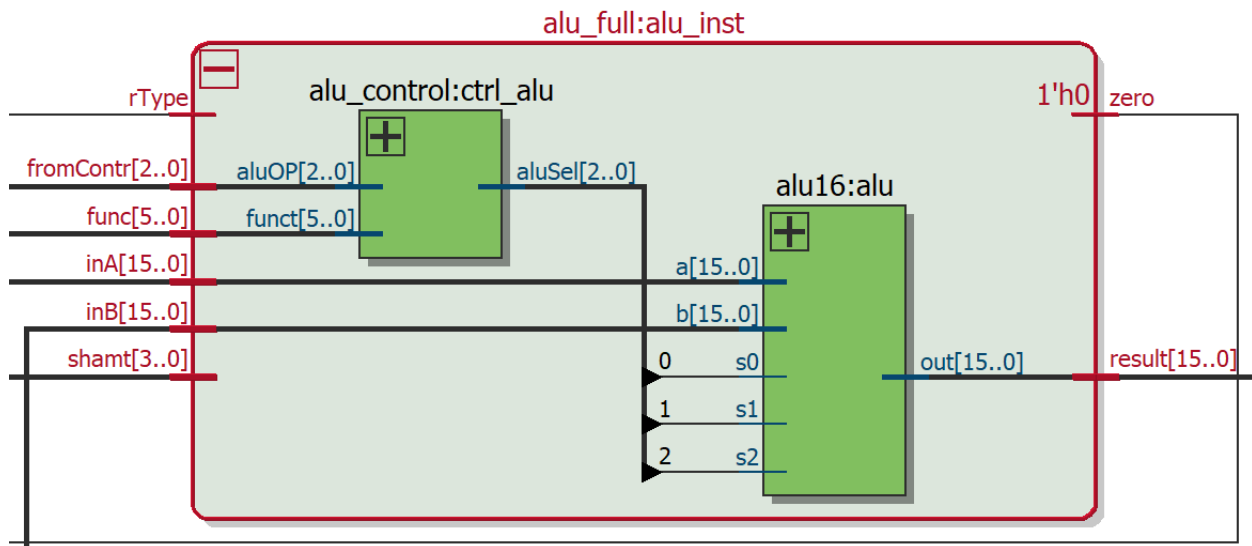 alu_full:alu_inst
rType
alu_control:ctrl_alu
1'h0 zero
fromContr[2..0] aluOP[2..0] aluSel[2..0]
func[5..0] funct[5..0]
alu16:alu
inA[15..0] a[15..0]
inB[15..0] b[15..0]
shamt[3..0] 0 s0 out[15..0] result[15..0]
1 s1
2 s2